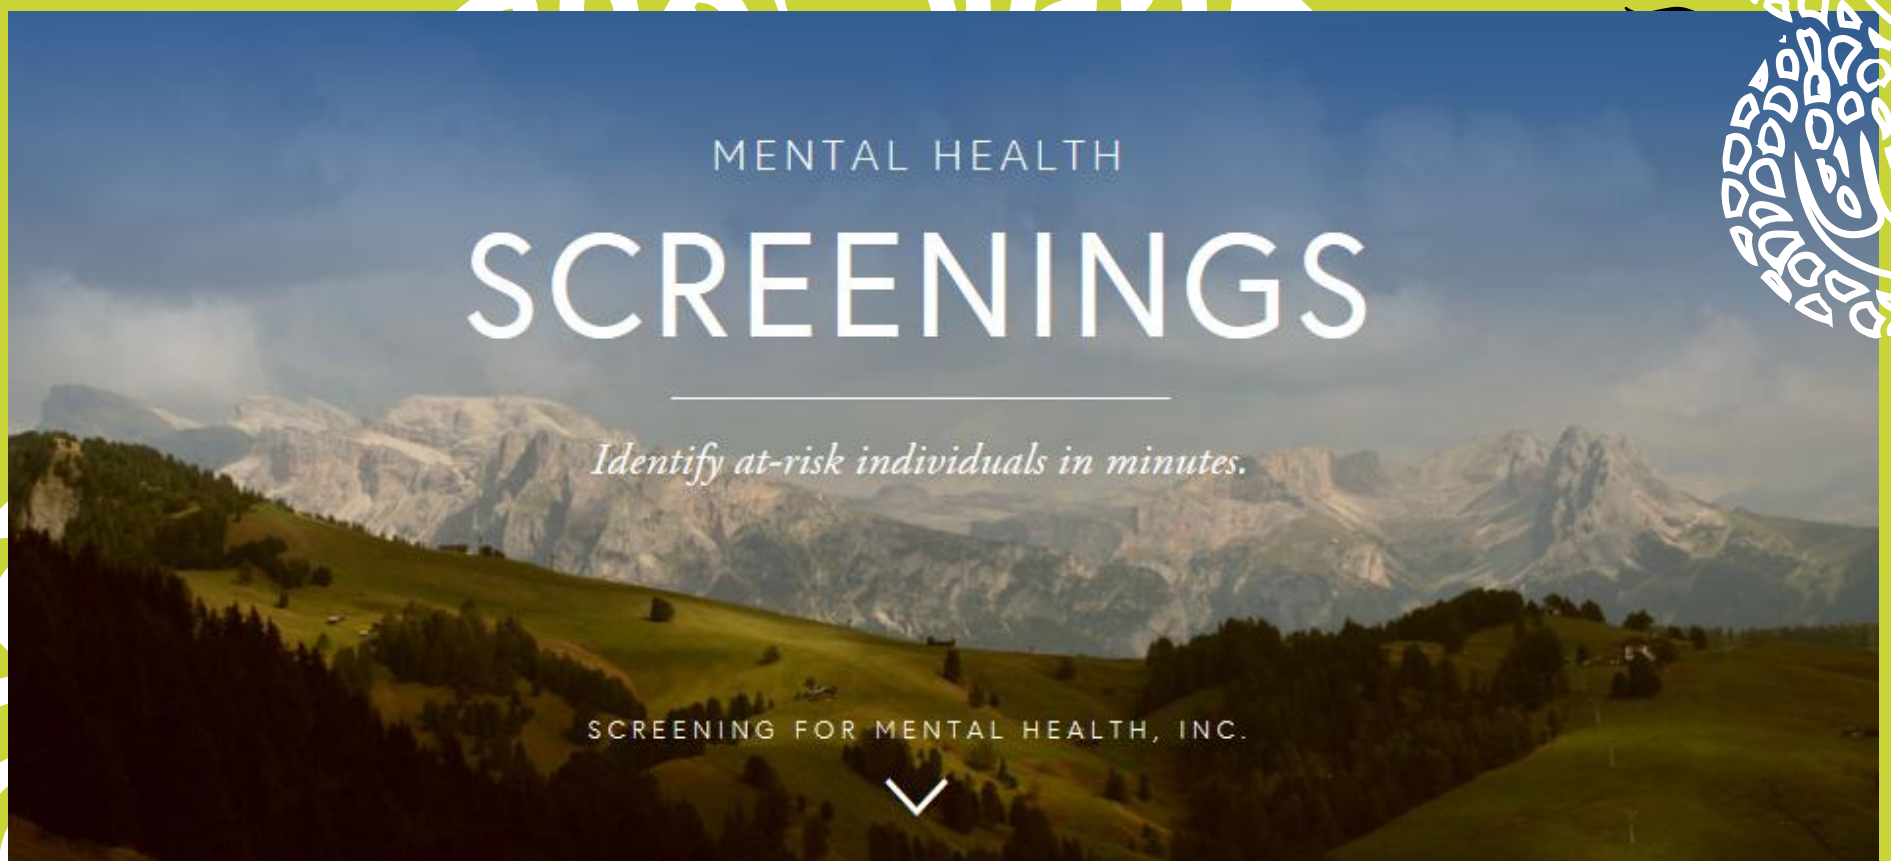 MENTAL HEALTH
SCREENINGS
Identify at-risk individuals in minutes.
SCREENING FOR MENTAL HEALTH, INC.